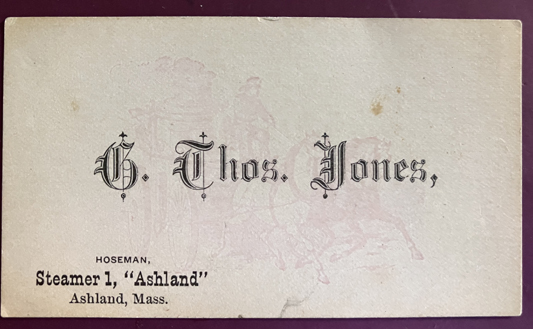 G. Thos. Jones,
HOSEMAN,
Steamer 1, "Ashland"
Ashland, Mass.